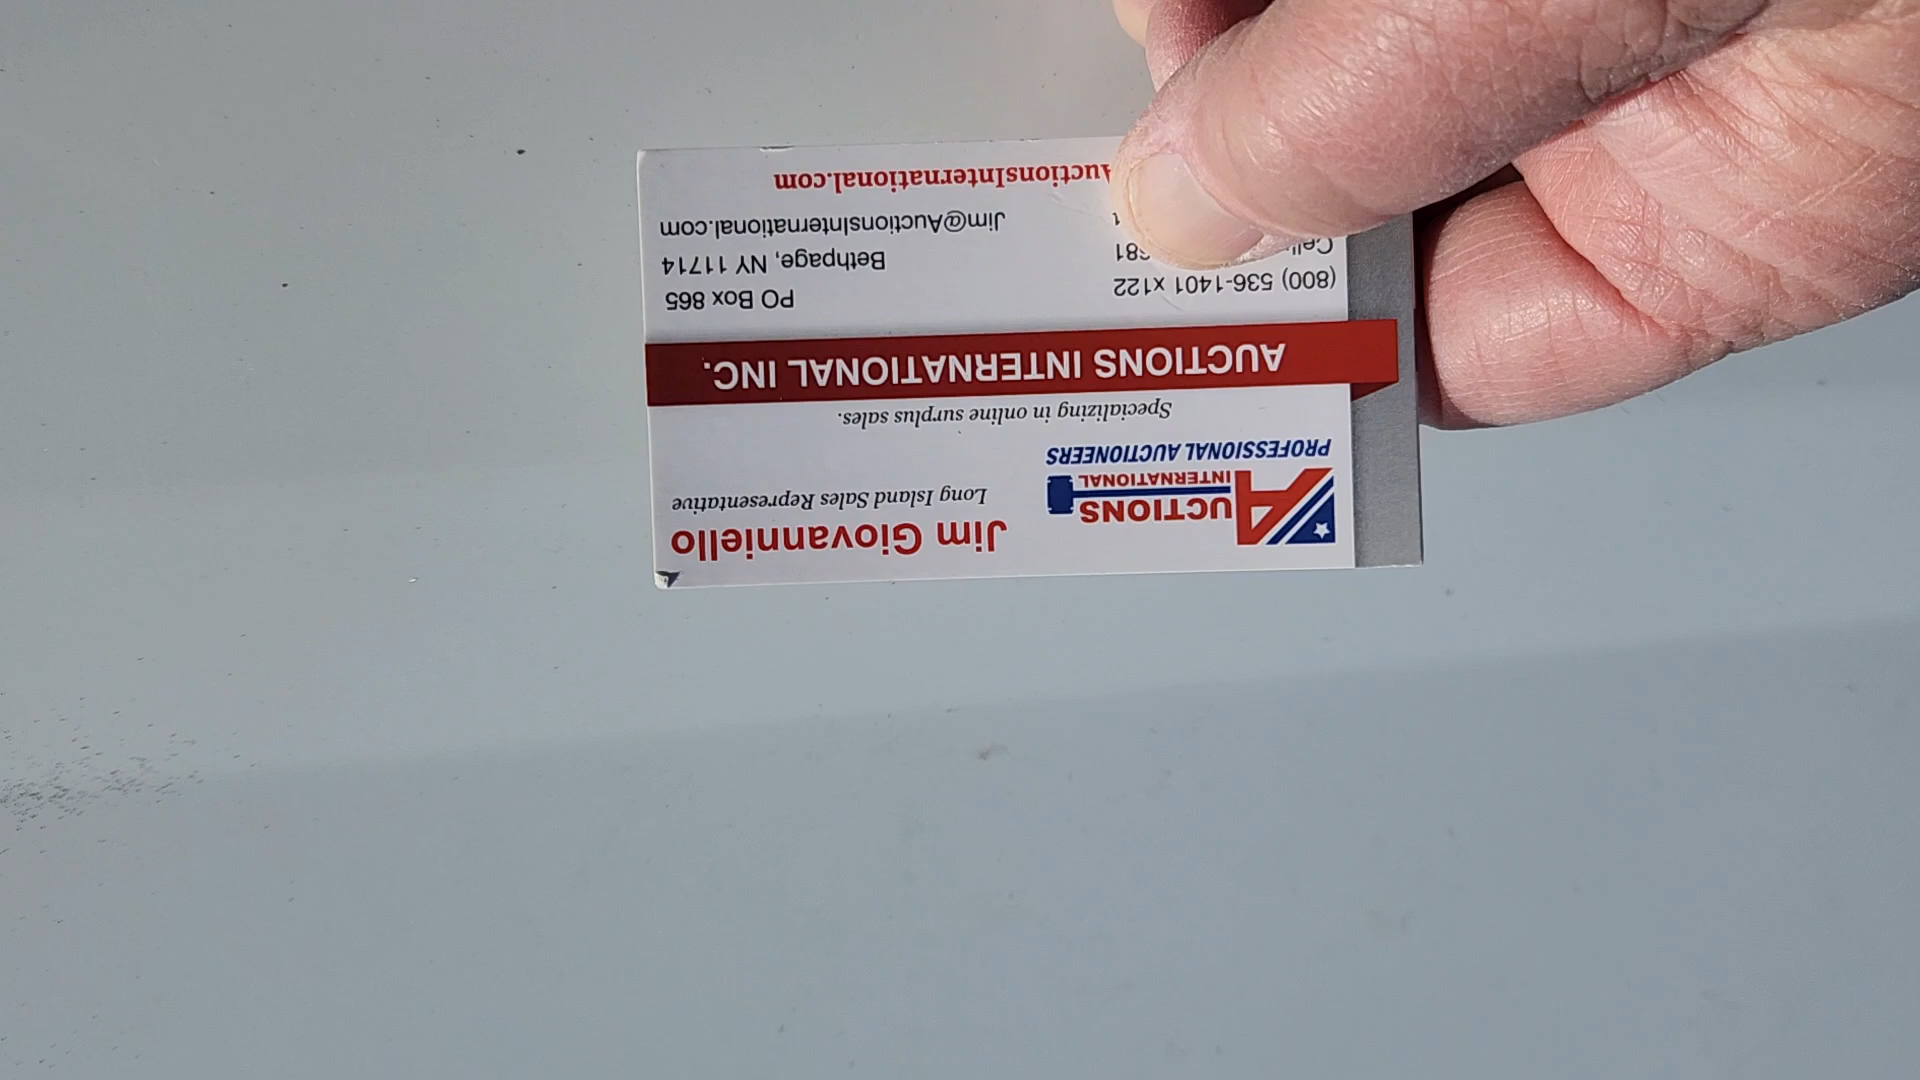 AUCTIONS
INTERNATIONAL
PROFESSIONAL AUCTIONEERS
Jim Giovanniello
Long Island Sales Representative
Specializing in online surplus sales.
AUCTIONS INTERNATIONAL INC.
(800) 536-1401 x122
PO Box 865
Bethpage, NY 11714
Jim@AuctionsInternational.com
AuctionsInternational.com